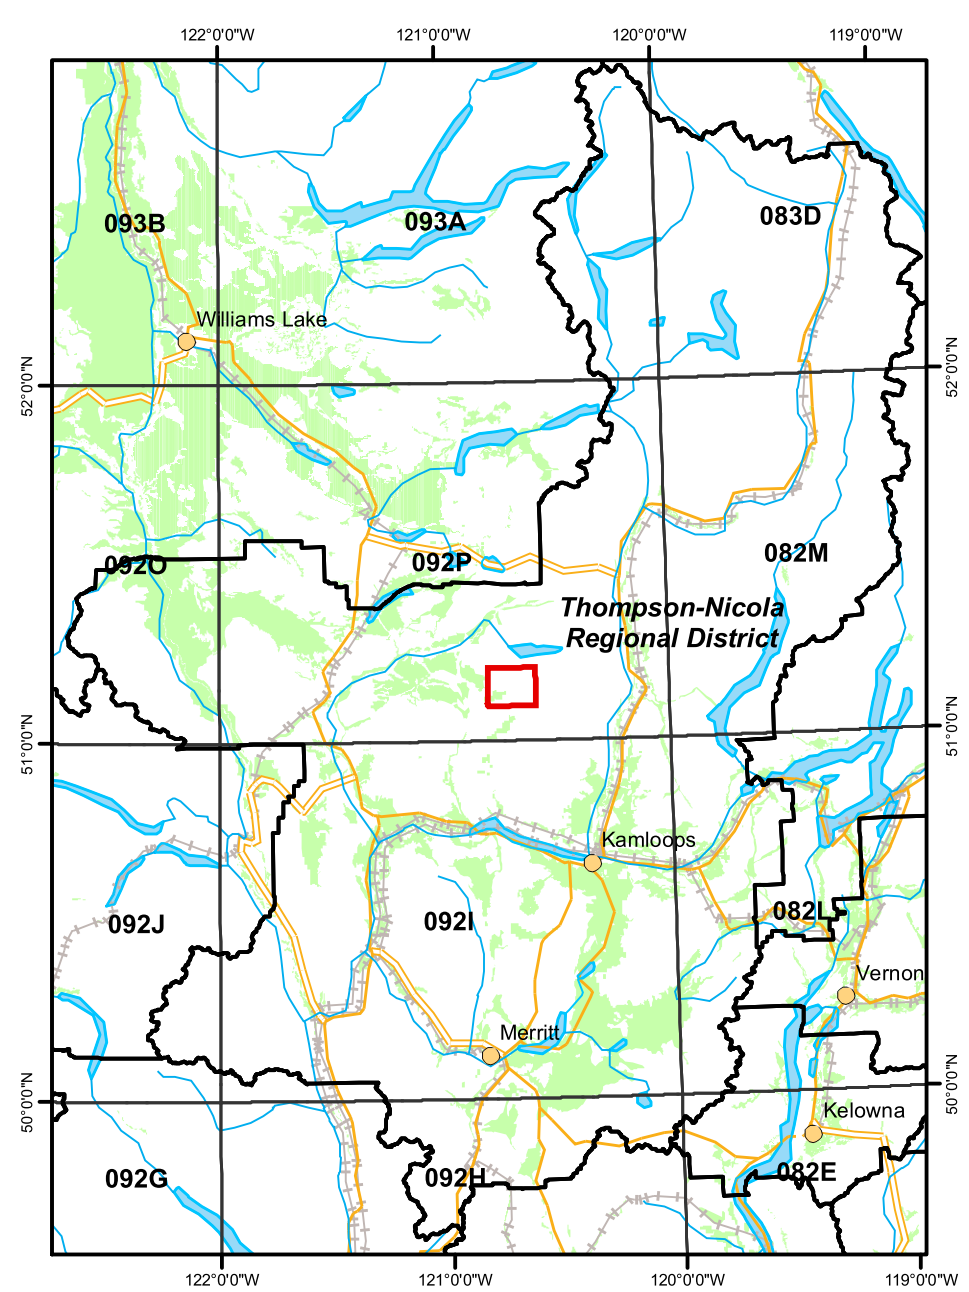 122°0'0"W
121°0'0"W
120°0'0"W
119°0'0"W
093B
093A
083D
Williams Lake
52°0'0"N
52°0'0"N
092O
092P
082M
Thompson-Nicola
Regional District
51°0'0"N
51°0'0"N
Kamloops
092J
092I
082L
Vernon
Merritt
50°0'0"N
50°0'0"N
Kelowna
092G
092H
082E
122°0'0"W
121°0'0"W
120°0'0"W
119°0'0"W